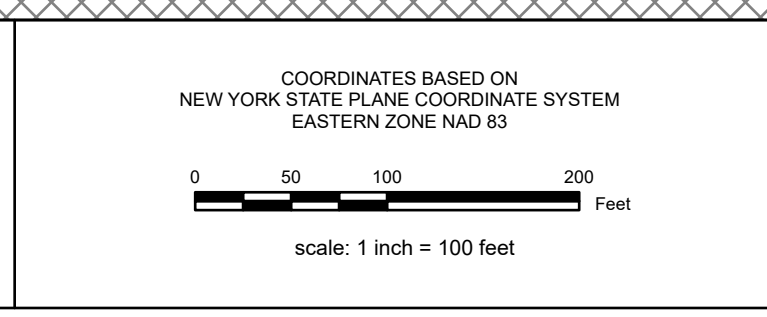 COORDINATES BASED ON
NEW YORK STATE PLANE COORDINATE SYSTEM
EASTERN ZONE NAD 83
0 50 100 200
Feet
scale: 1 inch = 100 feet